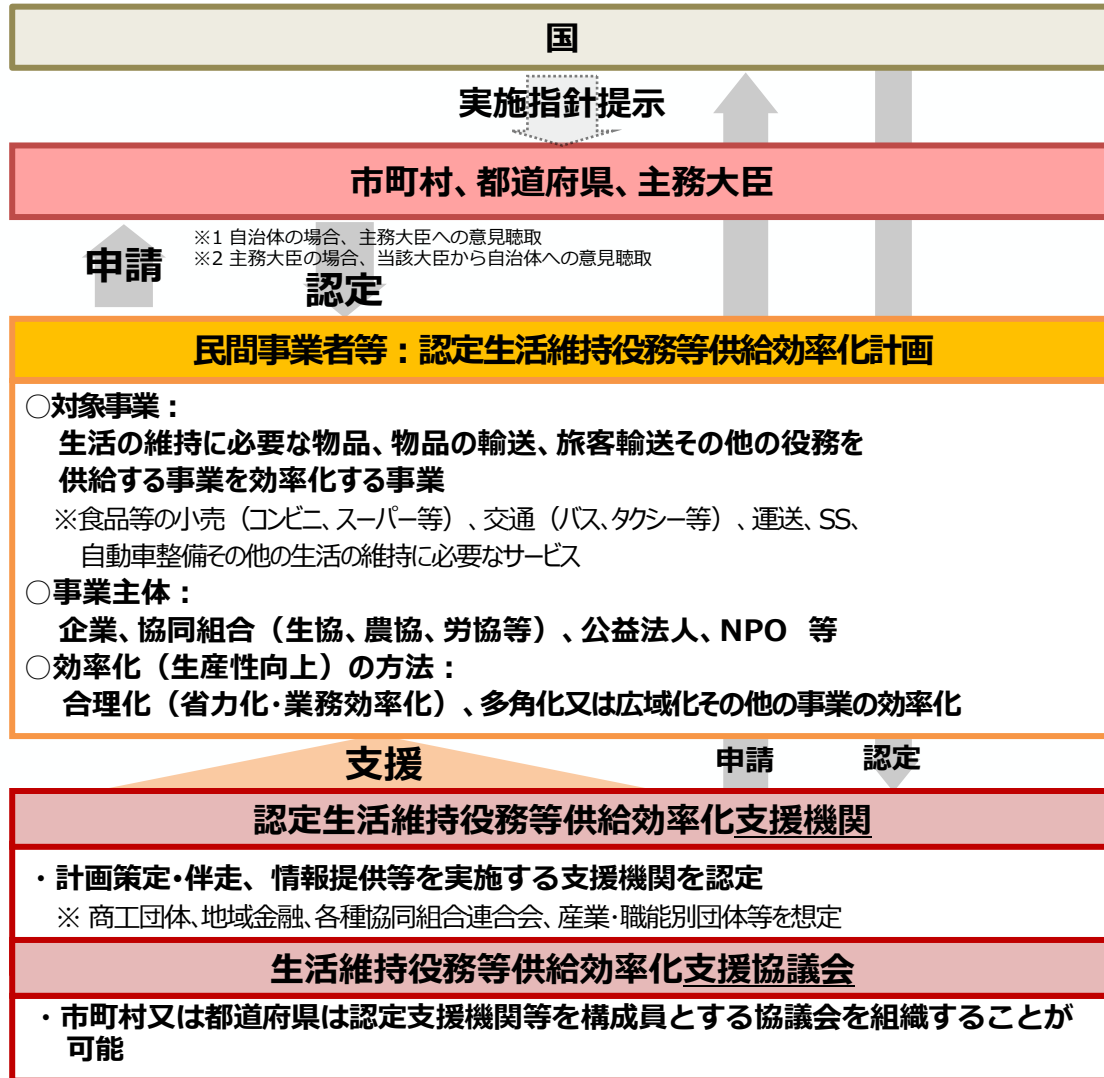 国
実施指針提示
市町村、都道府県、主務大臣
※1 自治体の場合、主務大臣への意見聴取
※2 主務大臣の場合、当該大臣から自治体への意見聴取
申請
認定
民間事業者等：認定生活維持役務等供給効率化計画
○対象事業：
生活の維持に必要な物品、物品の輸送、旅客輸送その他の役務を
供給する事業を効率化する事業
※食品等の小売（コンビニ、スーパー等）、交通（バス、タクシー等）、運送、SS、
自動車整備その他の生活の維持に必要なサービス
○事業主体：
企業、協同組合（生協、農協、労協等）、公益法人、NPO 等
○効率化（生産性向上）の方法：
合理化（省力化・業務効率化）、多角化又は広域化その他の事業の効率化
支援
申請
認定
認定生活維持役務等供給効率化支援機関
・計画策定・伴走、情報提供等を実施する支援機関を認定
※ 商工団体、地域金融、各種協同組合連合会、産業・職能別団体等を想定
生活維持役務等供給効率化支援協議会
・市町村又は都道府県は認定支援機関等を構成員とする協議会を組織することが
可能